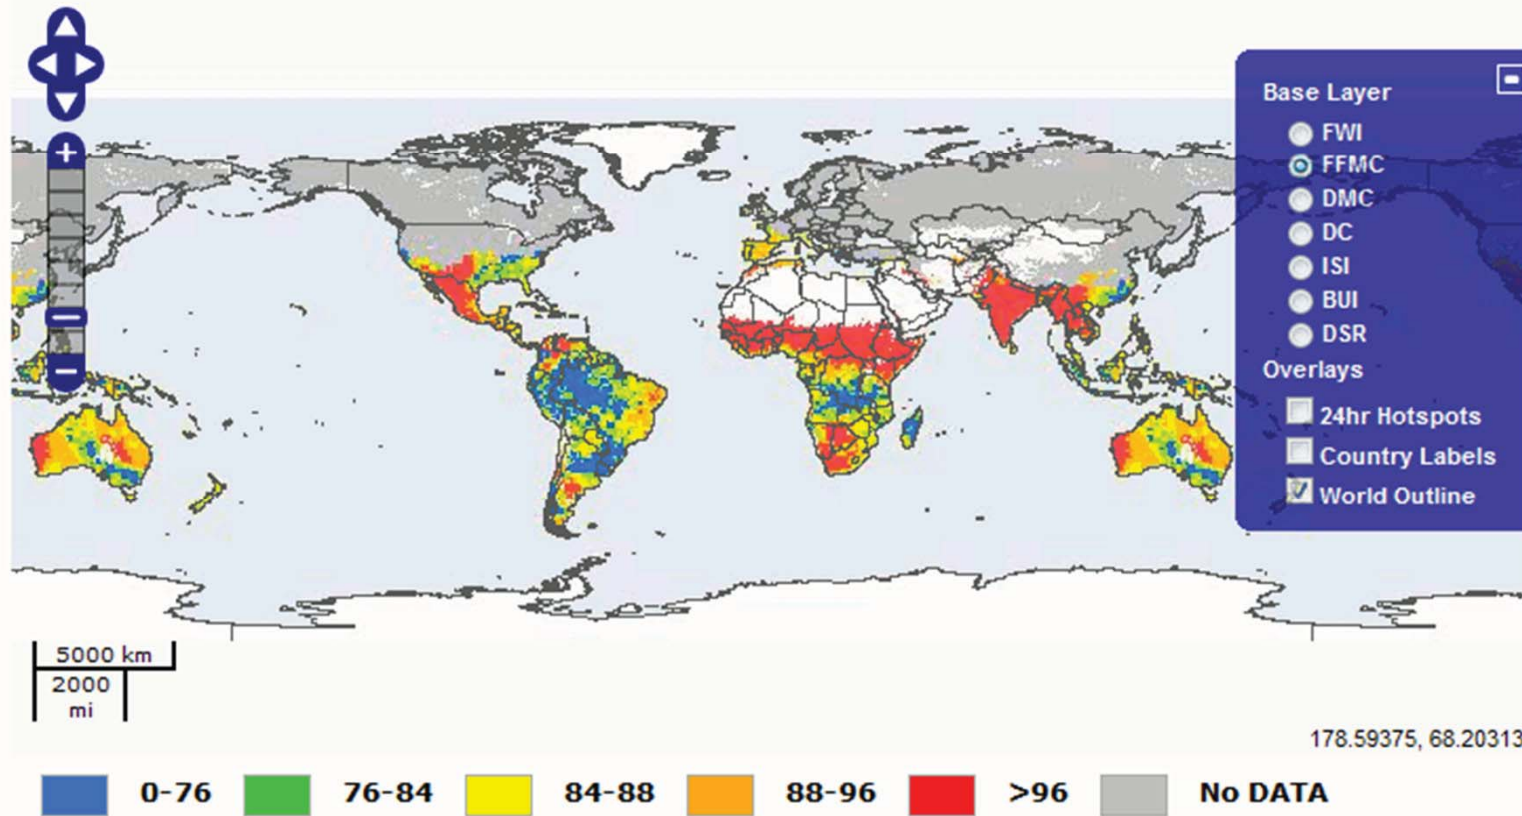 +
−
Base Layer
FWI
FFMC
DMC
DC
ISI
BUI
DSR
Overlays
24hr Hotspots
Country Labels
World Outline
5000 km
2000
mi
178.59375, 68.20313
0-76 76-84 84-88 88-96 >96 No DATA